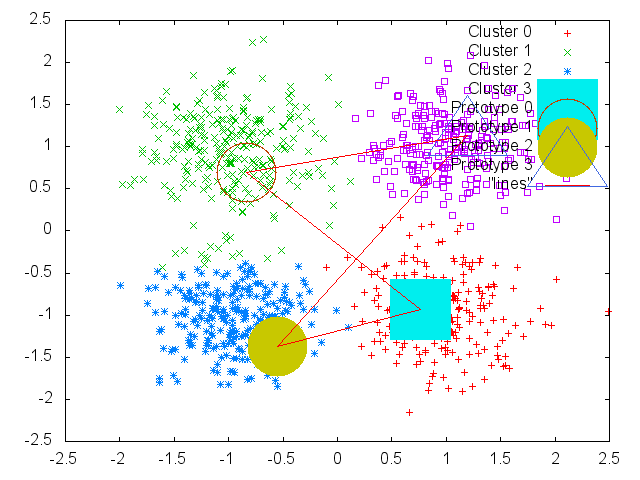 2.5
2
1.5
1
0.5
0
-0.5
-1
-1.5
-2
-2.5
-2.5
-2
-1.5
-1
-0.5
0
0.5
1
1.5
2
2.5
Cluster 0
Cluster 1
Cluster 2
Cluster 3
Prototype 0
Prototype 1
Prototype 2
Prototype 3
"lines"